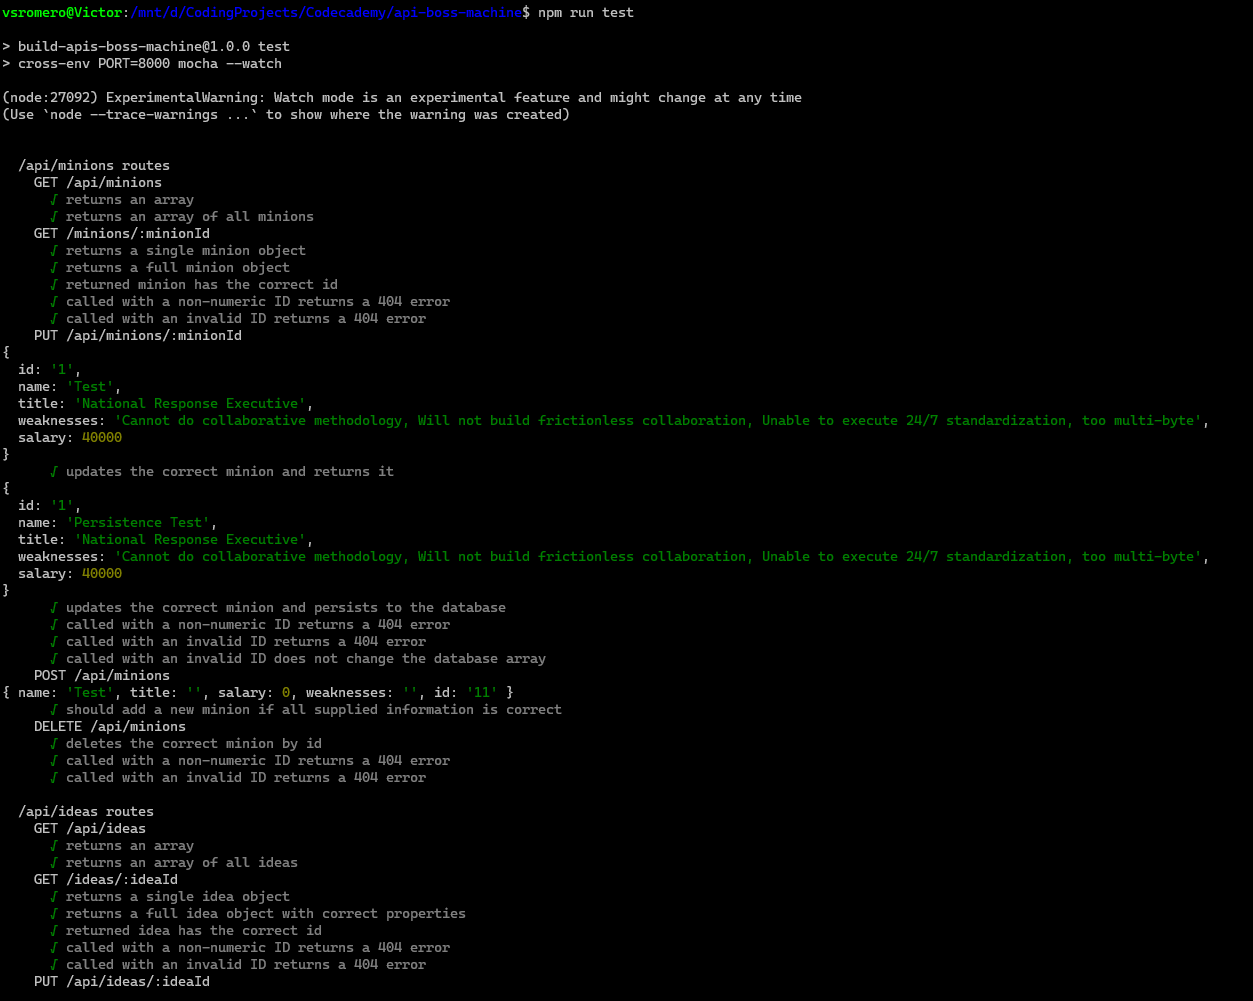 vsromero@Victor:/mnt/d/CodingProjects/Codecademy/api-boss-machine$ npm run test

> build-apis-boss-machine@1.0.0 test
> cross-env PORT=8000 mocha --watch

(node:27092) ExperimentalWarning: Watch mode is an experimental feature and might change at any time
(Use `node --trace-warnings ...` to show where the warning was created)

  /api/minions routes
    GET /api/minions
      √ returns an array
      √ returns an array of all minions
    GET /minions/:minionId
      √ returns a single minion object
      √ returns a full minion object
      √ returned minion has the correct id
      √ called with a non-numeric ID returns a 404 error
      √ called with an invalid ID returns a 404 error
    PUT /api/minions/:minionId
{
  id: '1',
  name: 'Test',
  title: 'National Response Executive',
  weaknesses: 'Cannot do collaborative methodology, Will not build frictionless collaboration, Unable to execute 24/7 standardization, too multi-byte',
  salary: 40000
}
      √ updates the correct minion and returns it
{
  id: '1',
  name: 'Persistence Test',
  title: 'National Response Executive',
  weaknesses: 'Cannot do collaborative methodology, Will not build frictionless collaboration, Unable to execute 24/7 standardization, too multi-byte',
  salary: 40000
}
      √ updates the correct minion and persists to the database
      √ called with a non-numeric ID returns a 404 error
      √ called with an invalid ID returns a 404 error
      √ called with an invalid ID does not change the database array
    POST /api/minions
{ name: 'Test', title: '', salary: 0, weaknesses: '', id: '11' }
      √ should add a new minion if all supplied information is correct
    DELETE /api/minions
      √ deletes the correct minion by id
      √ called with a non-numeric ID returns a 404 error
      √ called with an invalid ID returns a 404 error

  /api/ideas routes
    GET /api/ideas
      √ returns an array
      √ returns an array of all ideas
    GET /ideas/:ideaId
      √ returns a single idea object
      √ returns a full idea object with correct properties
      √ returned idea has the correct id
      √ called with a non-numeric ID returns a 404 error
      √ called with an invalid ID returns a 404 error
    PUT /api/ideas/:ideaId